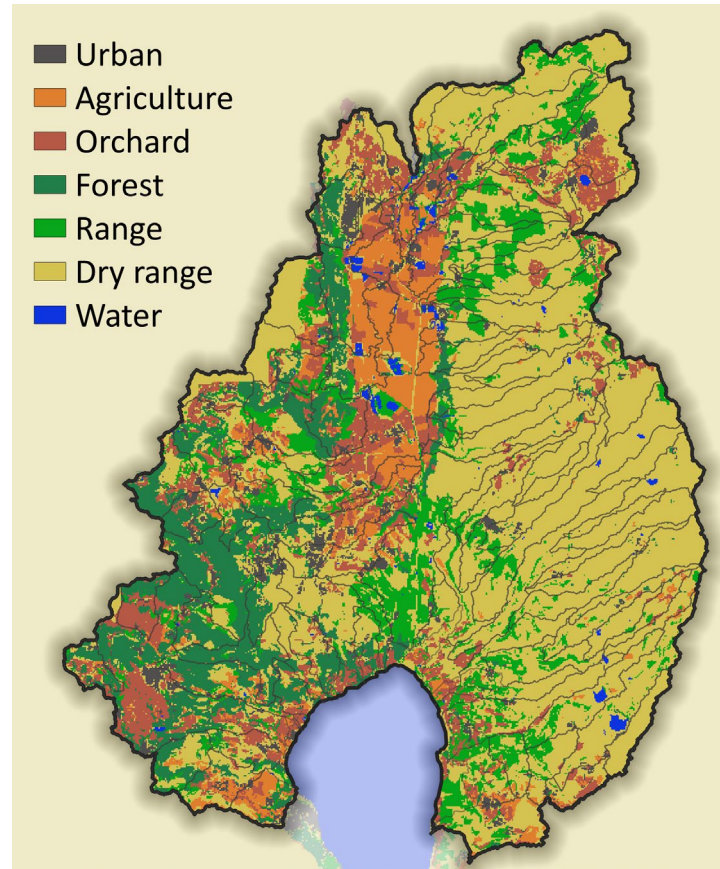 Urban
Agriculture
Orchard
Forest
Range
Dry range
Water